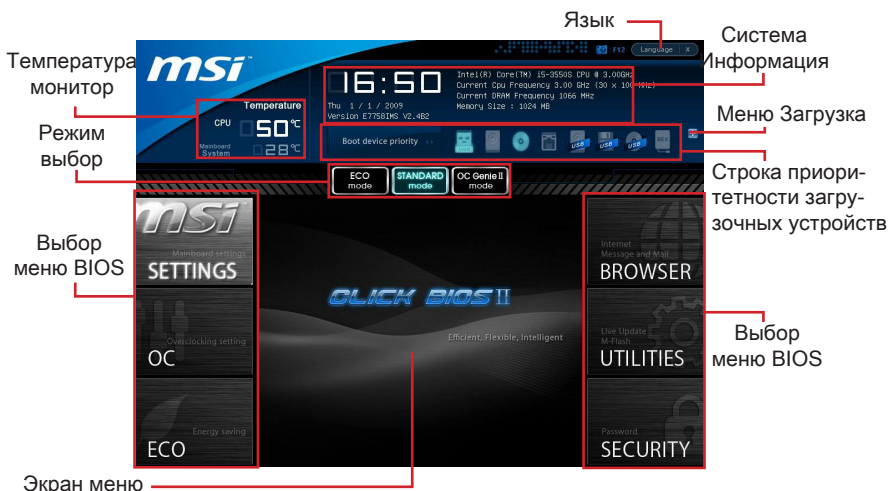 Язык
Система
Информация
Температура
монитор
Режим
выбор
Меню Загрузка
Строка приори-
тетности загру-
зочных устройств
Выбор
меню BIOS
Выбор
меню BIOS
Экран меню
msi
F12
Language X
16:50
Thu 1 / 1 / 2009
Version E7758IMS V2.4B2
Intel(R) Core(TM) i5-3550S CPU @ 3.00GHz
Current Cpu Frequency 3.00 GHz (30 x 100 MHz)
Current DRAM Frequency 1066 MHz
Memory Size : 1024 MB
Temperature
CPU 50°C
Mainboard
System 28°C
Boot device priority
USB
USB
USB
ECO
mode
STANDARD
mode
OC Genie II
mode
msi
Mainboard settings
SETTINGS
Overclocking setting
OC
Energy saving
ECO
CLICK BIOS II
Efficient, Flexible, Intelligent
Internet
Message and Mail
BROWSER
Live Update
M-Flash
UTILITIES
Password
SECURITY